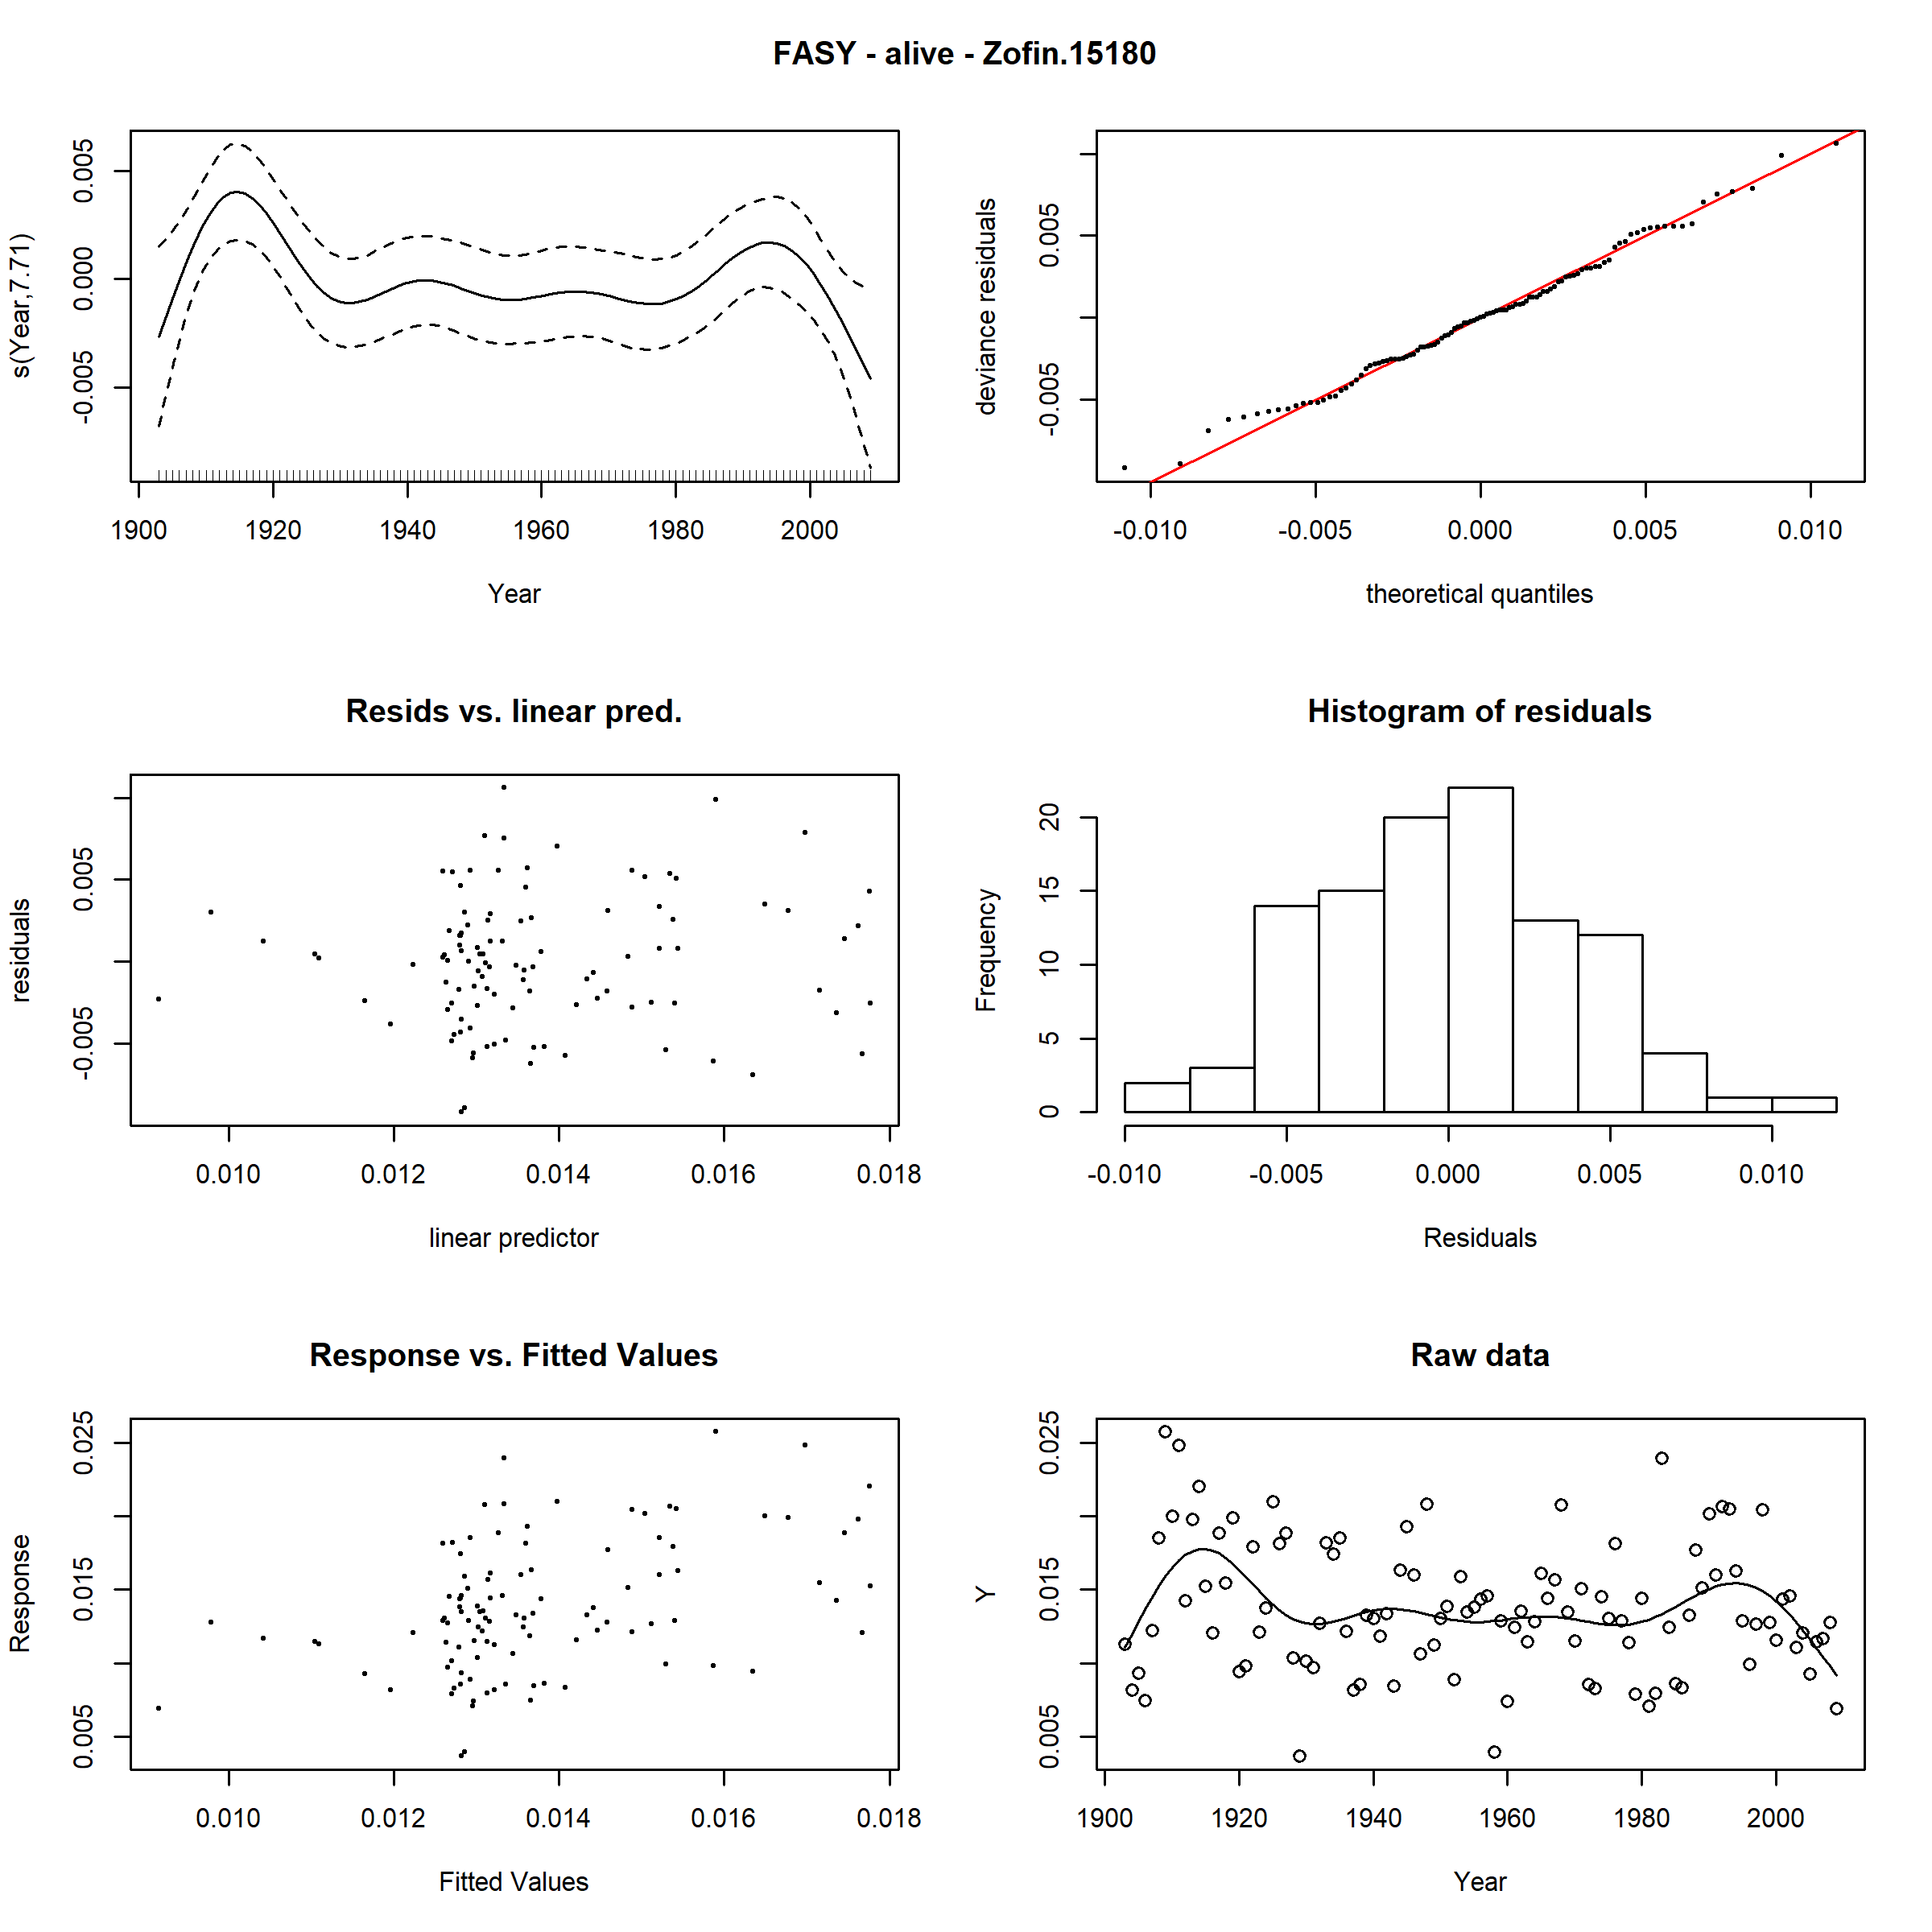 FASY - alive - Zofin.15180
s(Year,7.71)
0.005
0.000
-0.005
1900 1920 1940 1960 1980 2000
Year
deviance residuals
0.005
-0.005
-0.010 -0.005 0.000 0.005 0.010
theoretical quantiles
Resids vs. linear pred.
residuals
0.005
-0.005
0.010 0.012 0.014 0.016 0.018
linear predictor
Histogram of residuals
Frequency
20
15
10
5
0
-0.010 -0.005 0.000 0.005 0.010
Residuals
Response vs. Fitted Values
Response
0.025
0.015
0.005
0.010 0.012 0.014 0.016 0.018
Fitted Values
Raw data
Y
0.025
0.015
0.005
1900 1920 1940 1960 1980 2000
Year